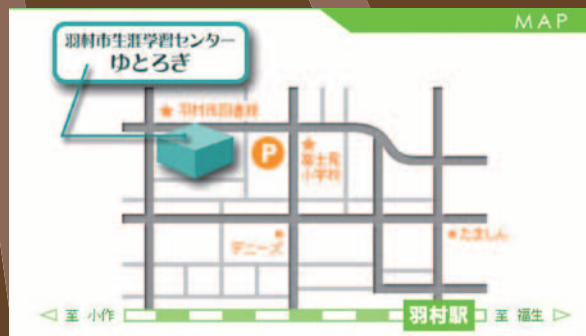 MAP
羽村市生涯学習センター
ゆとろぎ
★羽村市図書館
P
★
富士見
小学校
デニーズ
たましん
◁ 至 小作
羽村駅
至 福生 ▷